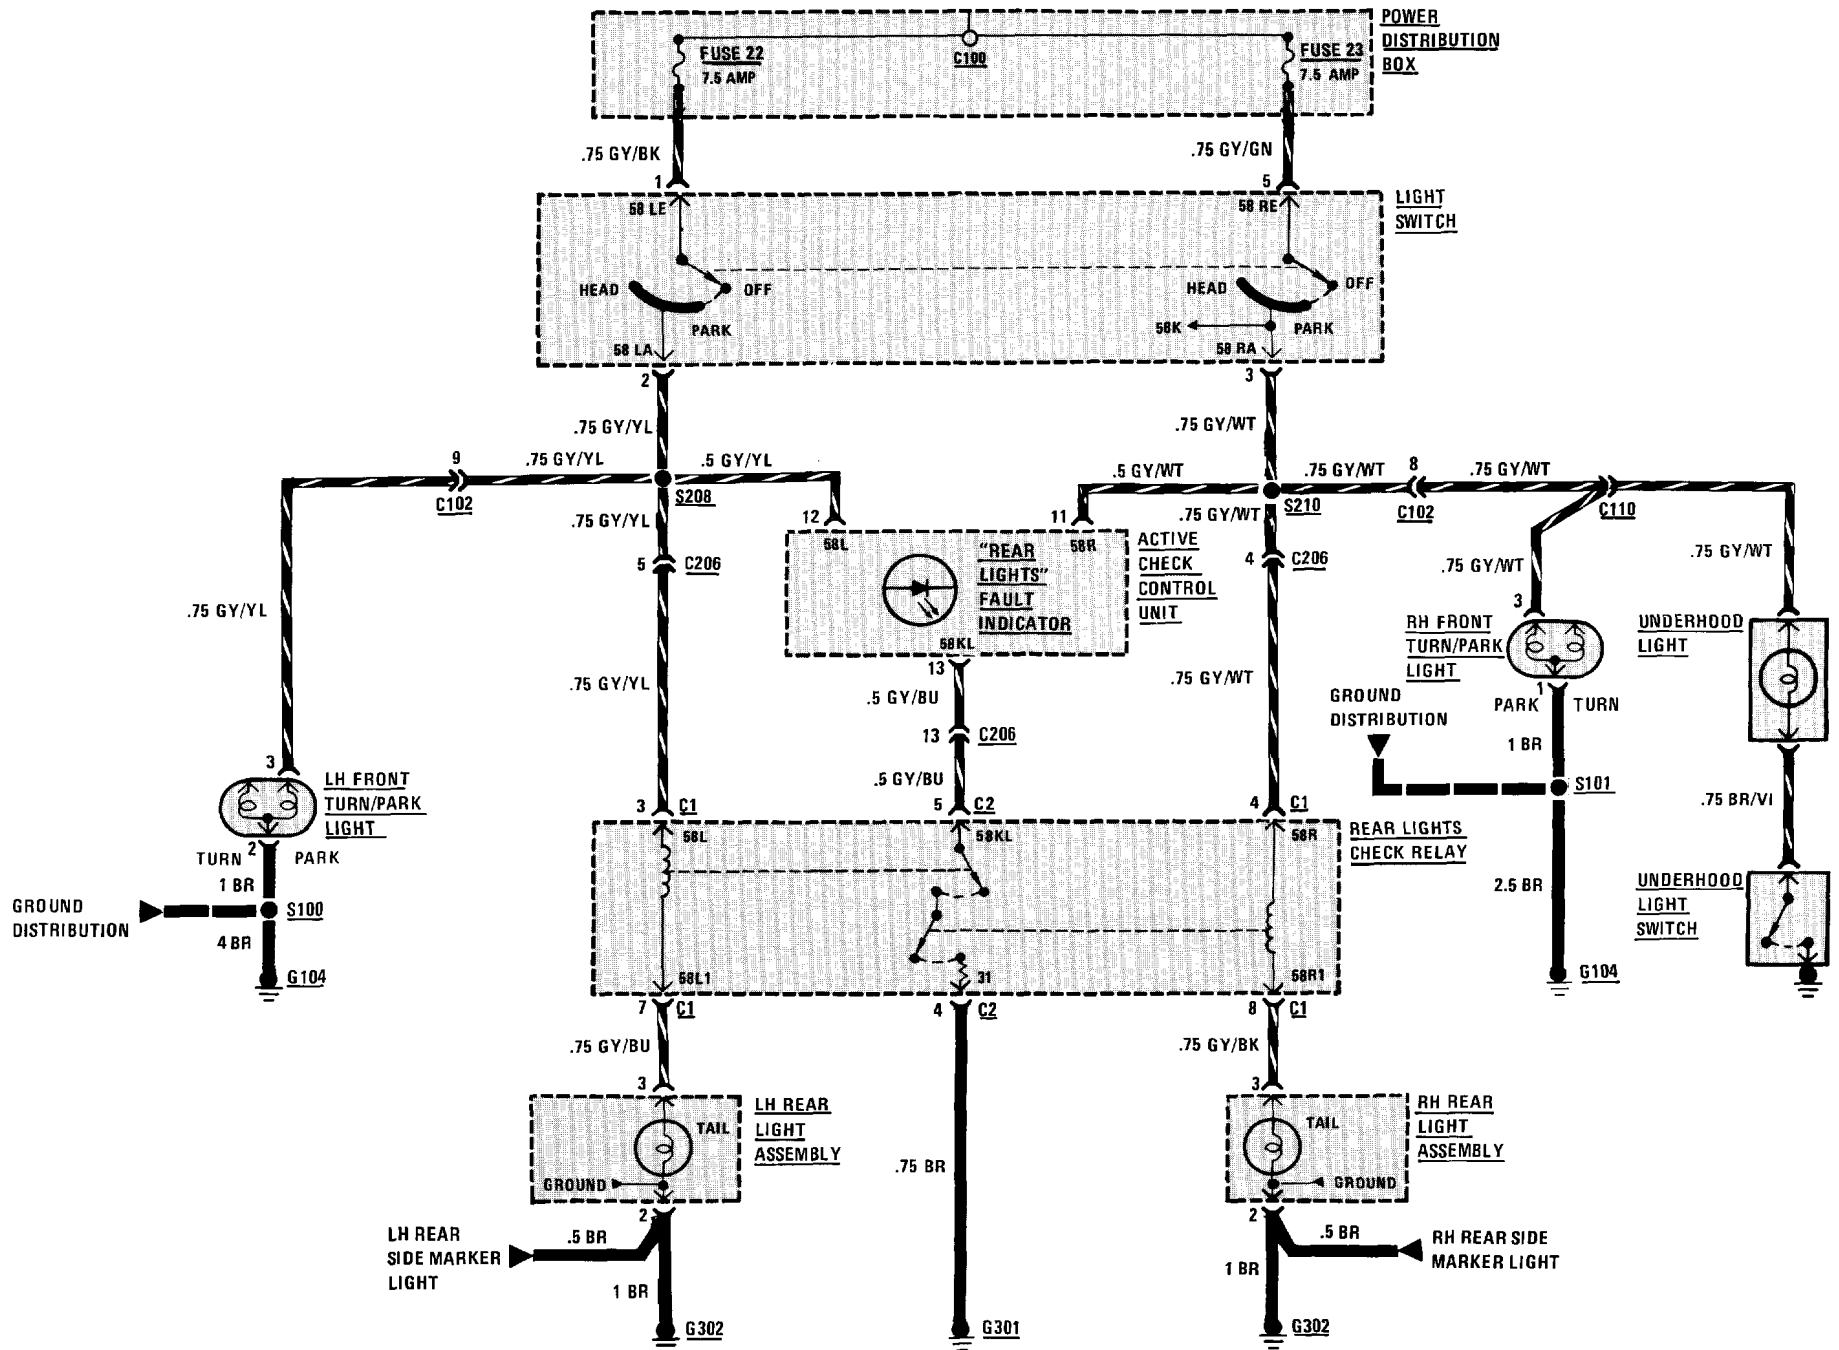 POWER
DISTRIBUTION
BOX
FUSE 22
7.5 AMP
C100
FUSE 23
7.5 AMP
.75 GY/BK
.75 GY/GN
1
5
58 LE
58 RE
LIGHT
SWITCH
HEAD
OFF
PARK
HEAD
OFF
58K
PARK
58 LA
58 RA
2
3
.75 GY/YL
.75 GY/WT
9
.75 GY/YL
.5 GY/YL
.5 GY/WT
.75 GY/WT
8
.75 GY/WT
C102
S208
S210
C102
C110
.75 GY/YL
12
11
.75 GY/WT
58L
58R
"REAR
LIGHTS"
FAULT
INDICATOR
ACTIVE
CHECK
CONTROL
UNIT
5
C206
4
C206
.75 GY/WT
.75 GY/WT
.75 GY/YL
58KL
13
3
RH FRONT
TURN/PARK
LIGHT
UNDERHOOD
LIGHT
.75 GY/YL
.5 GY/BU
.75 GY/WT
1
PARK
TURN
GROUND
DISTRIBUTION
13
C206
1 BR
3
LH FRONT
TURN/PARK
LIGHT
.5 GY/BU
S101
.75 BR/VI
3
C1
5
C2
4
C1
58L
58KL
58R
REAR LIGHTS
CHECK RELAY
TURN
2
PARK
1 BR
2.5 BR
UNDERHOOD
LIGHT
SWITCH
GROUND
DISTRIBUTION
S100
4 BR
G104
G104
58L1
31
58R1
7
C1
4
C2
8
C1
.75 GY/BU
.75 GY/BK
3
3
TAIL
LH REAR
LIGHT
ASSEMBLY
TAIL
RH REAR
LIGHT
ASSEMBLY
.75 BR
GROUND
GROUND
2
2
LH REAR
SIDE MARKER
LIGHT
.5 BR
.5 BR
RH REAR SIDE
MARKER LIGHT
1 BR
1 BR
G302
G301
G302